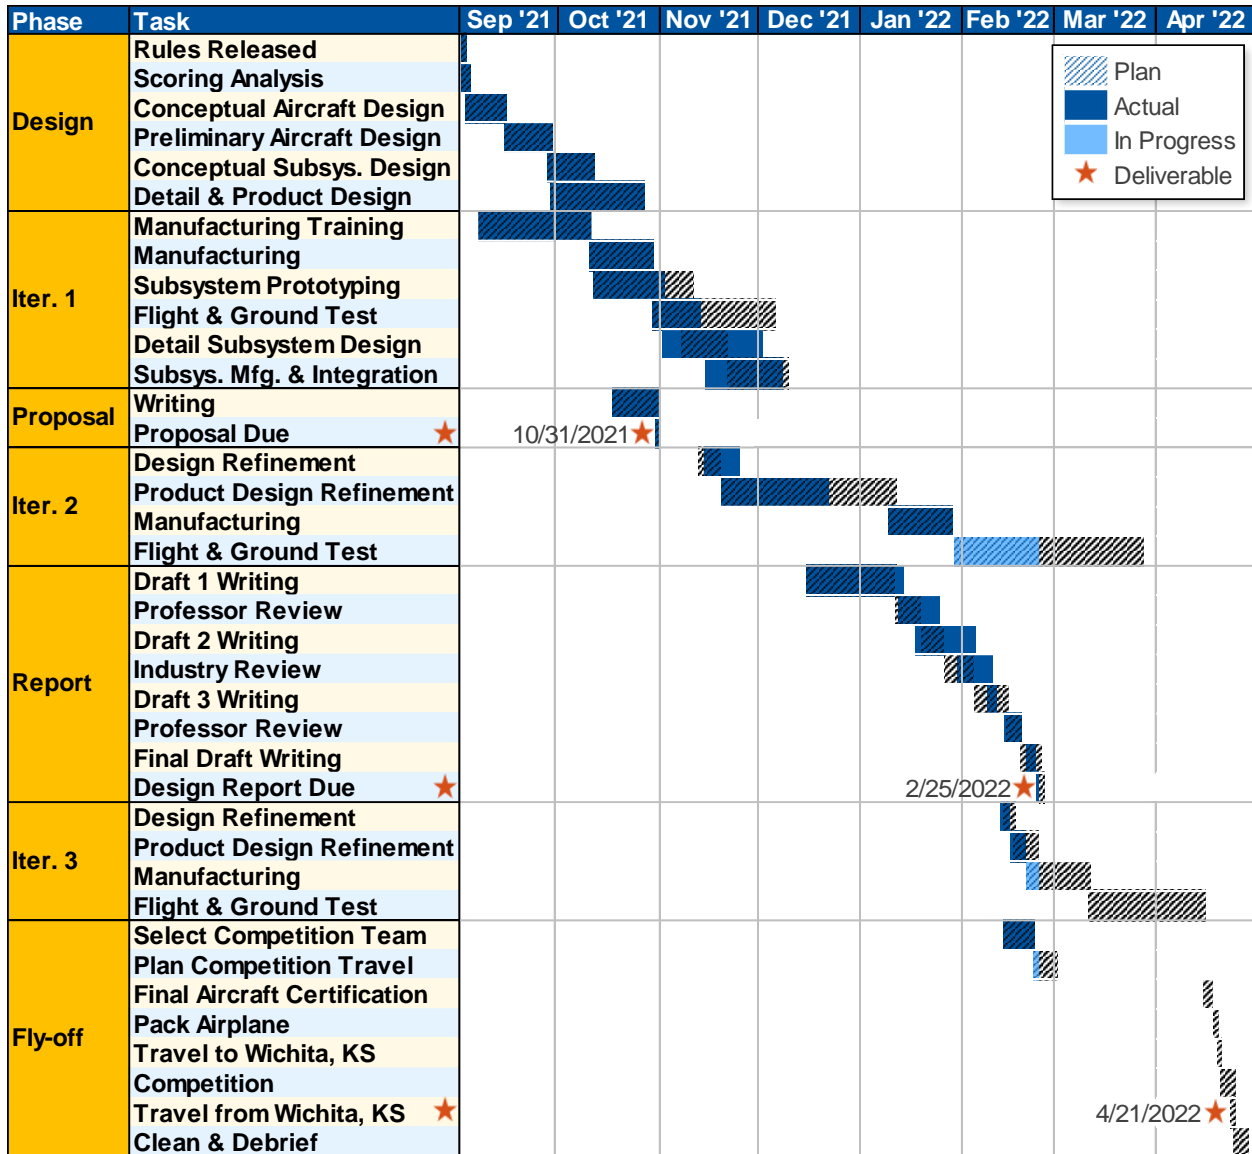 Phase Task Sep '21 Oct '21 Nov '21 Dec '21 Jan '22 Feb '22 Mar '22 Apr '22
Design
Rules Released
Scoring Analysis
Conceptual Aircraft Design
Preliminary Aircraft Design
Conceptual Subsys. Design
Detail & Product Design
Plan
Actual
In Progress
Deliverable
Iter. 1
Manufacturing Training
Manufacturing
Subsystem Prototyping
Flight & Ground Test
Detail Subsystem Design
Subsys. Mfg. & Integration
Proposal
Writing
Proposal Due 10/31/2021
Iter. 2
Design Refinement
Product Design Refinement
Manufacturing
Flight & Ground Test
Report
Draft 1 Writing
Professor Review
Draft 2 Writing
Industry Review
Draft 3 Writing
Professor Review
Final Draft Writing
Design Report Due 2/25/2022
Iter. 3
Design Refinement
Product Design Refinement
Manufacturing
Flight & Ground Test
Fly-off
Select Competition Team
Plan Competition Travel
Final Aircraft Certification
Pack Airplane
Travel to Wichita, KS
Competition
Travel from Wichita, KS 4/21/2022
Clean & Debrief